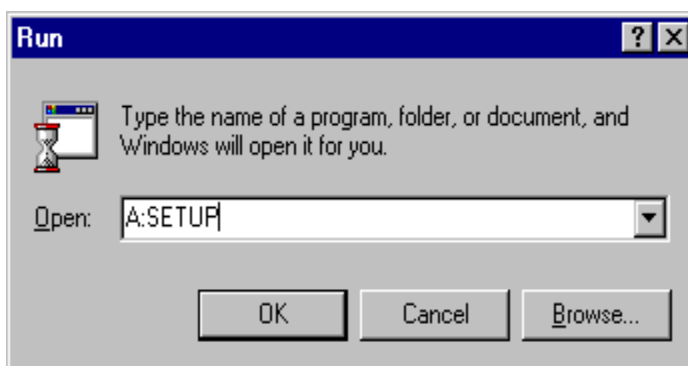 Run
Type the name of a program, folder, or document, and
Windows will open it for you.
Open: A:SETUP
OK Cancel Browse...